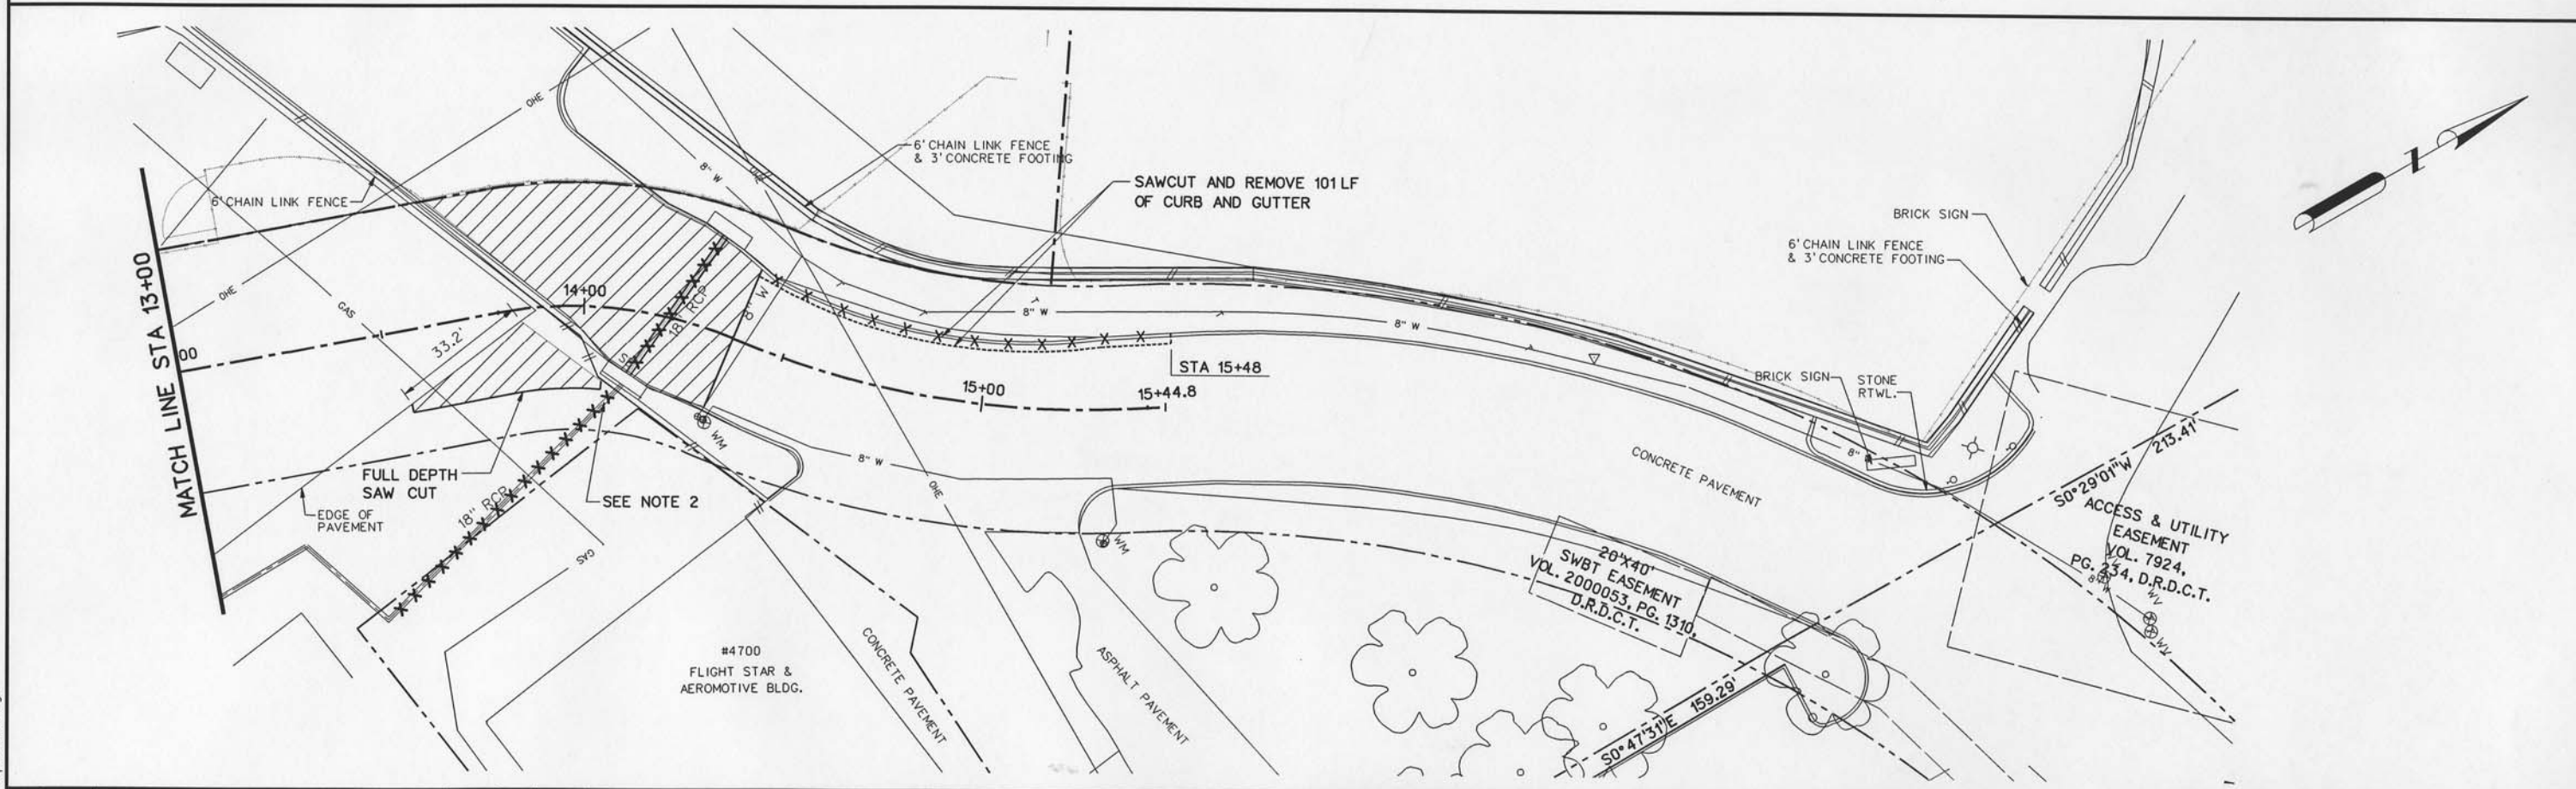 MATCH LINE STA 13+00
00
6' CHAIN LINK FENCE
OHE
OHE
GAS
8" W
OHE
6' CHAIN LINK FENCE
& 3' CONCRETE FOOTING
SAWCUT AND REMOVE 101 LF
OF CURB AND GUTTER
14+00
33.2'
18" RCP
8" W
8" W
8" W
STA 15+48
15+00
15+44.8
FULL DEPTH
SAW CUT
EDGE OF
PAVEMENT
18" RCP
SEE NOTE 2
GAS
WM
8" W
OHE
WM
#4700
FLIGHT STAR &
AEROMOTIVE BLDG.
CONCRETE PAVEMENT
ASPHALT PAVEMENT
BRICK SIGN
6' CHAIN LINK FENCE
& 3' CONCRETE FOOTING
BRICK SIGN
STONE
RTWL.
8"
CONCRETE PAVEMENT
20'X40'
SWBT EASEMENT
VOL. 2000053, PG. 1310,
D.R.D.C.T.
S0°47'31"E 159.29'
S0°29'01"W 213.41'
ACCESS & UTILITY
EASEMENT
VOL. 7924,
PG. 234, D.R.D.C.T.
8"
WV
WV
Z